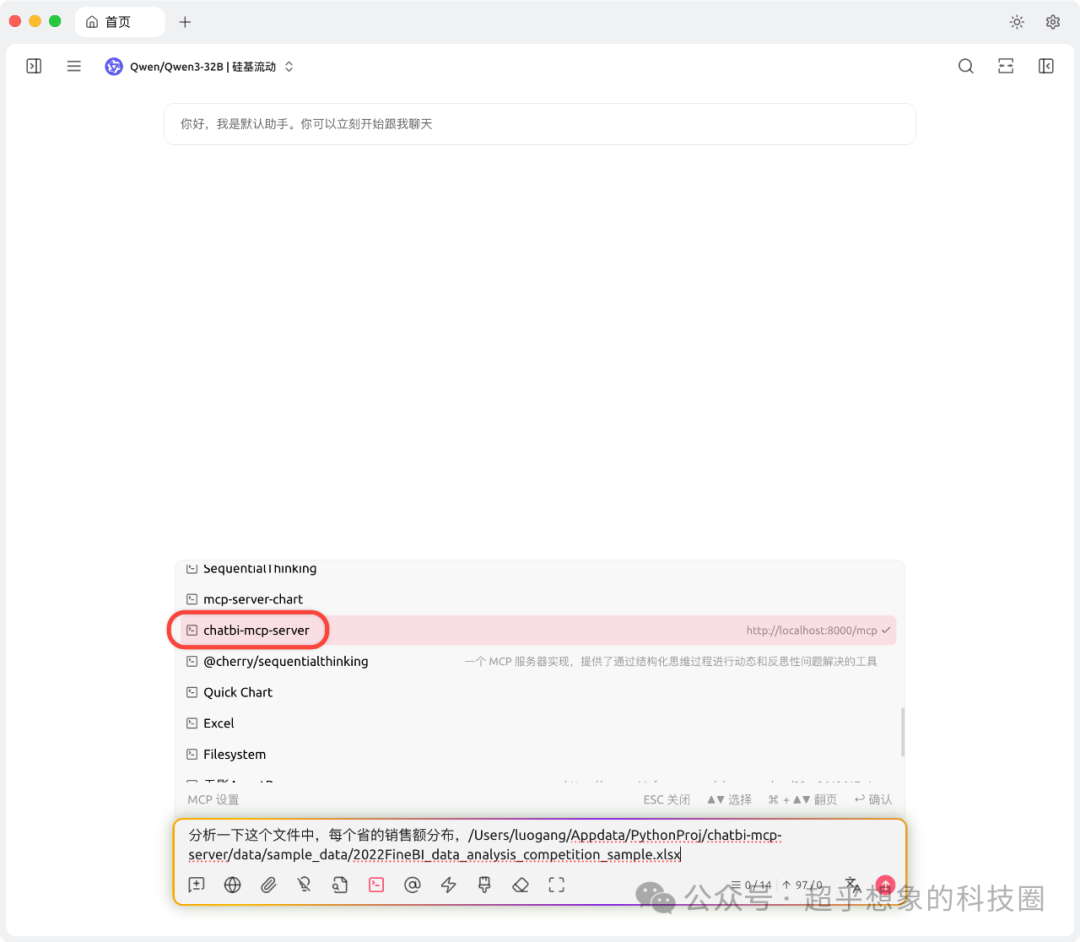 首页
Qwen/Qwen3-32B | 硅基流动
你好，我是默认助手。你可以立刻开始跟我聊天
SequentialThinking
mcp-server-chart
chatbi-mcp-server http://localhost:8000/mcp
@cherry/sequentialthinking 一个 MCP 服务器实现，提供了通过结构化思维过程进行动态和反思性问题解决的工具
Quick Chart
Excel
Filesystem
MCP 设置 ESC 关闭 ▲▼ 选择 ⌘ + ▲▼ 翻页 ↩ 确认
分析一下这个文件中，每个省的销售额分布，/Users/luogang/Appdata/PythonProj/chatbi-mcp-
server/data/sample_data/2022FineBI_data_analysis_competition_sample.xlsx
0/14 ↑ 97/0
公众号 · 超乎想象的科技圈